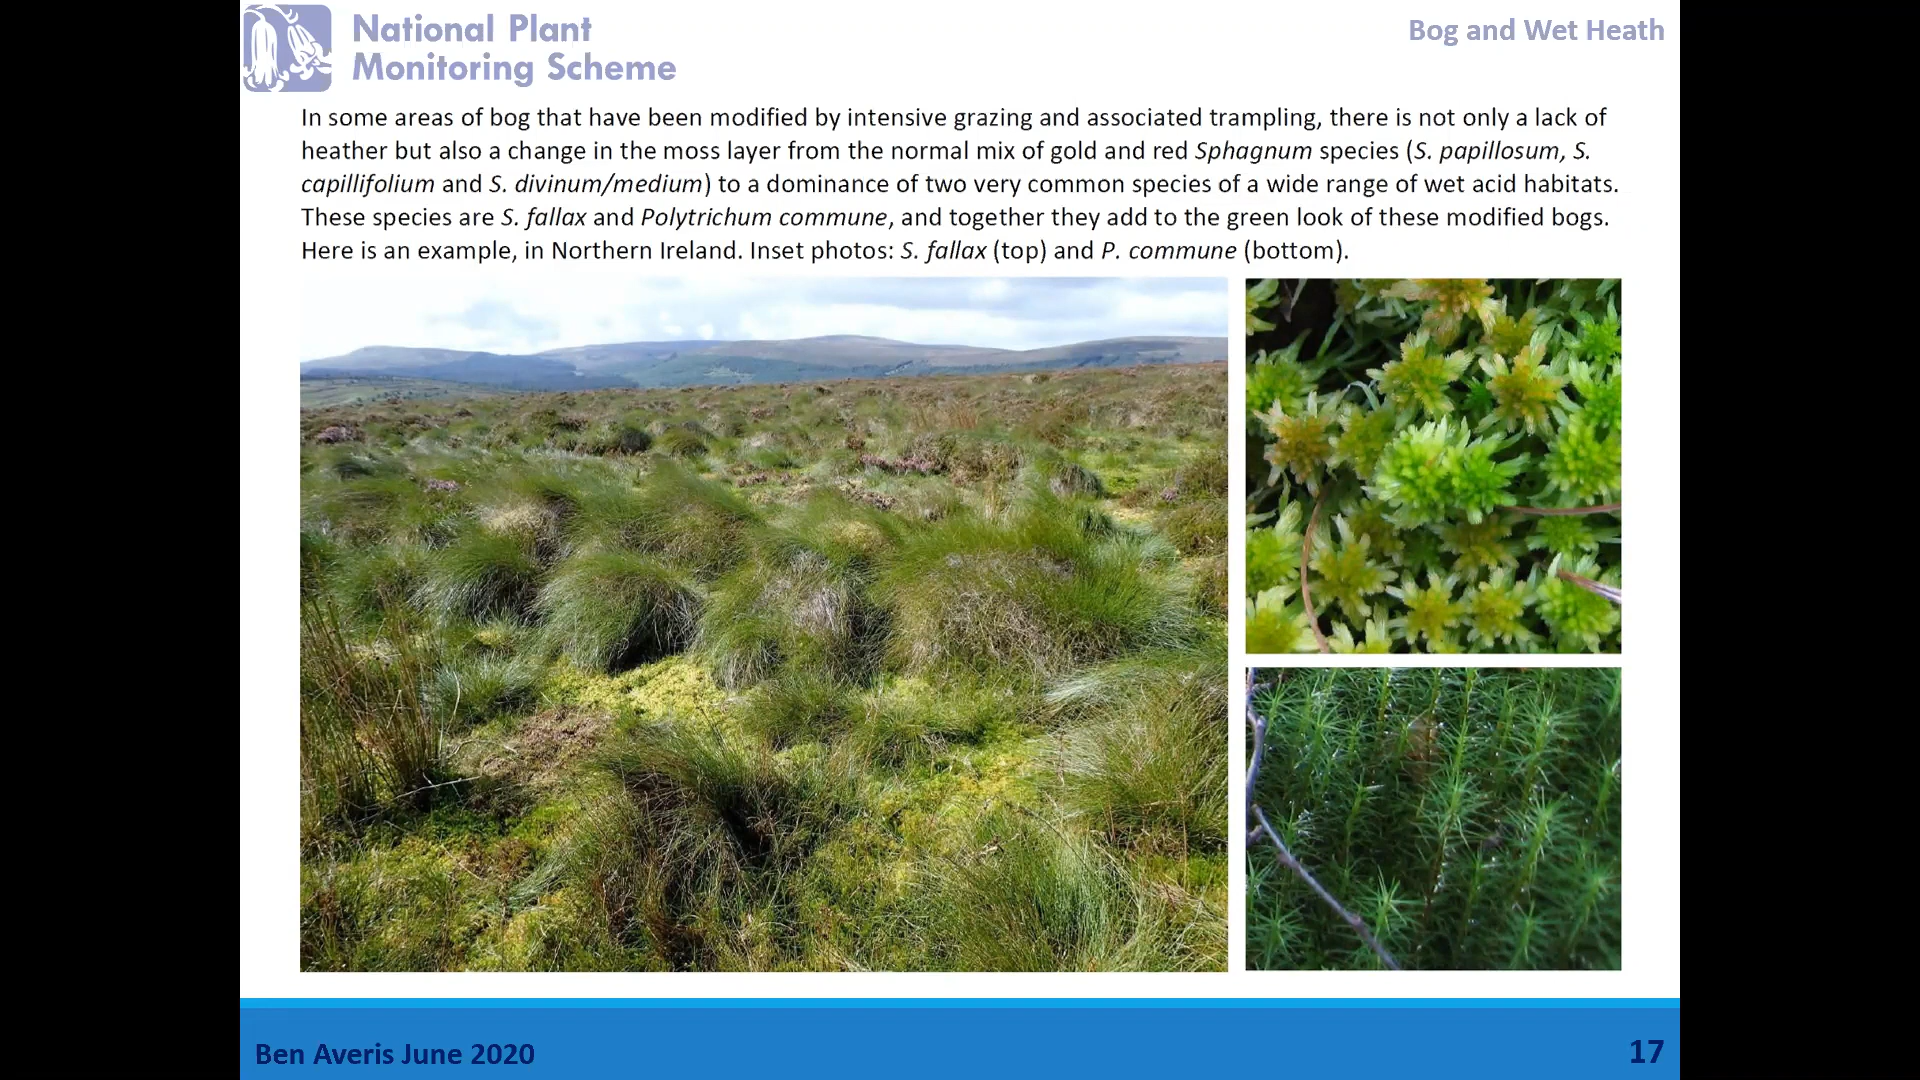 National Plant
Monitoring Scheme
Bog and Wet Heath
In some areas of bog that have been modified by intensive grazing and associated trampling, there is not only a lack of
heather but also a change in the moss layer from the normal mix of gold and red Sphagnum species (S. papillosum, S.
capillifolium and S. divinum/medium) to a dominance of two very common species of a wide range of wet acid habitats.
These species are S. fallax and Polytrichum commune, and together they add to the green look of these modified bogs.
Here is an example, in Northern Ireland. Inset photos: S. fallax (top) and P. commune (bottom).
Ben Averis June 2020
17